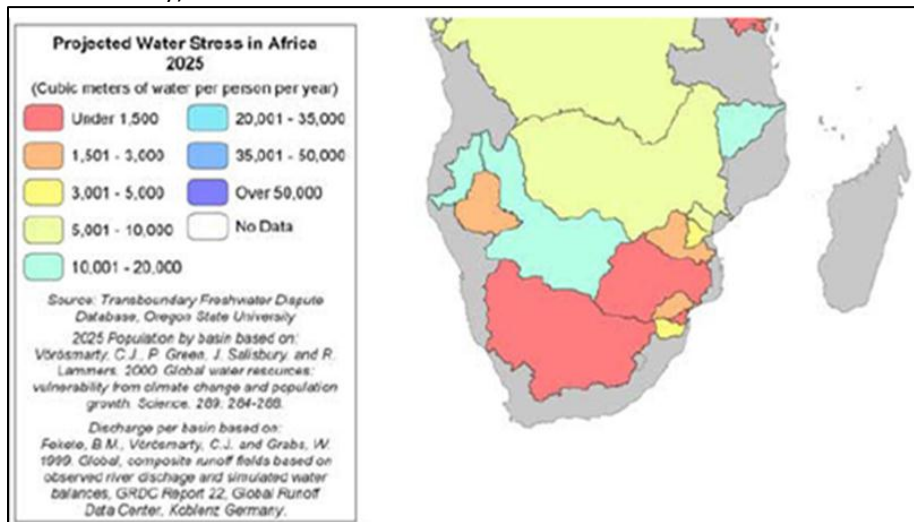 Projected Water Stress in Africa
2025
(Cubic meters of water per person per year)
Under 1,500
20,001 - 35,000
1,501 - 3,000
35,001 - 50,000
3,001 - 5,000
Over 50,000
5,001 - 10,000
No Data
10,001 - 20,000
Source: Transboundary Freshwater Dispute
Database, Oregon State University
2025 Population by basin based on:
Vörösmarty, C.J., P. Green, J. Salisbury, and R.
Lammers. 2000. Global water resources:
vulnerability from climate change and population
growth. Science, 289: 284-288.
Discharge per basin based on:
Fekete, B.M., Vörösmarty, C.J. and Grabs, W.
1999. Global, composite runoff fields based on
observed river dischage and simulated water
balances, GRDC Report 22, Global Runoff
Data Center, Koblenz Germany.